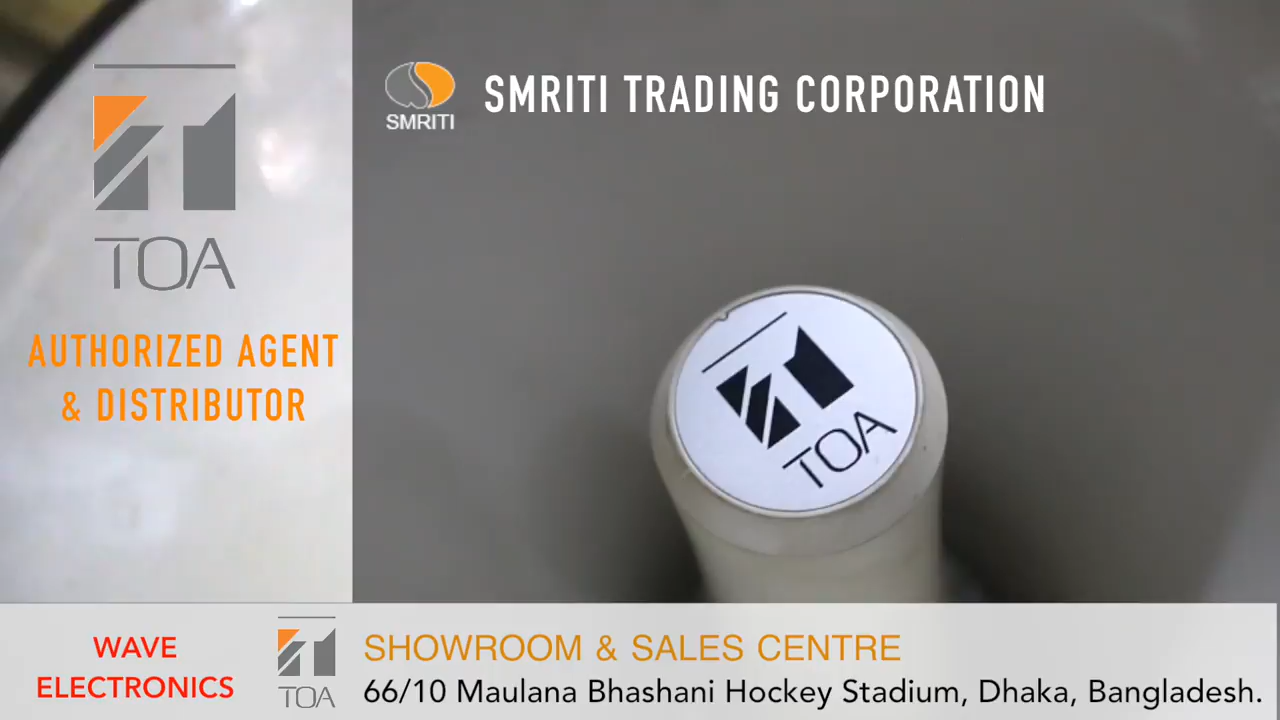 TOA
AUTHORIZED AGENT
& DISTRIBUTOR
SMRITI
SMRITI TRADING CORPORATION
TOA
WAVE
ELECTRONICS
TOA
SHOWROOM & SALES CENTRE
66/10 Maulana Bhashani Hockey Stadium, Dhaka, Bangladesh.